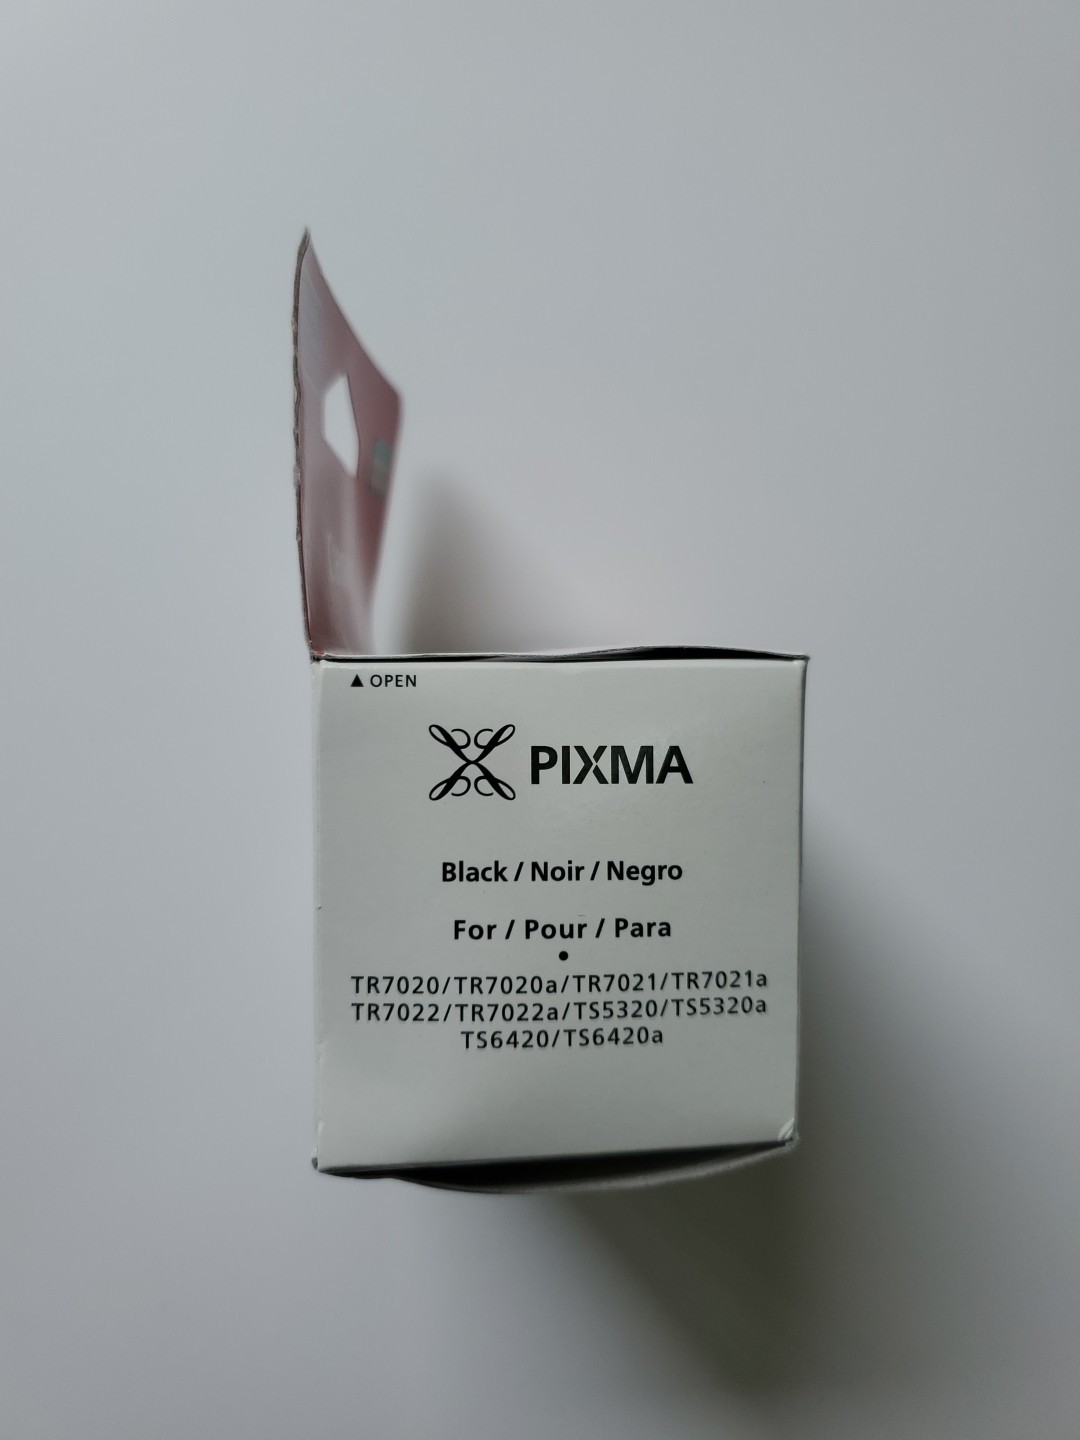 ▲ OPEN
PIXMA
Black / Noir / Negro
For / Pour / Para
•
TR7020/TR7020a/TR7021/TR7021a
TR7022/TR7022a/TS5320/TS5320a
TS6420/TS6420a